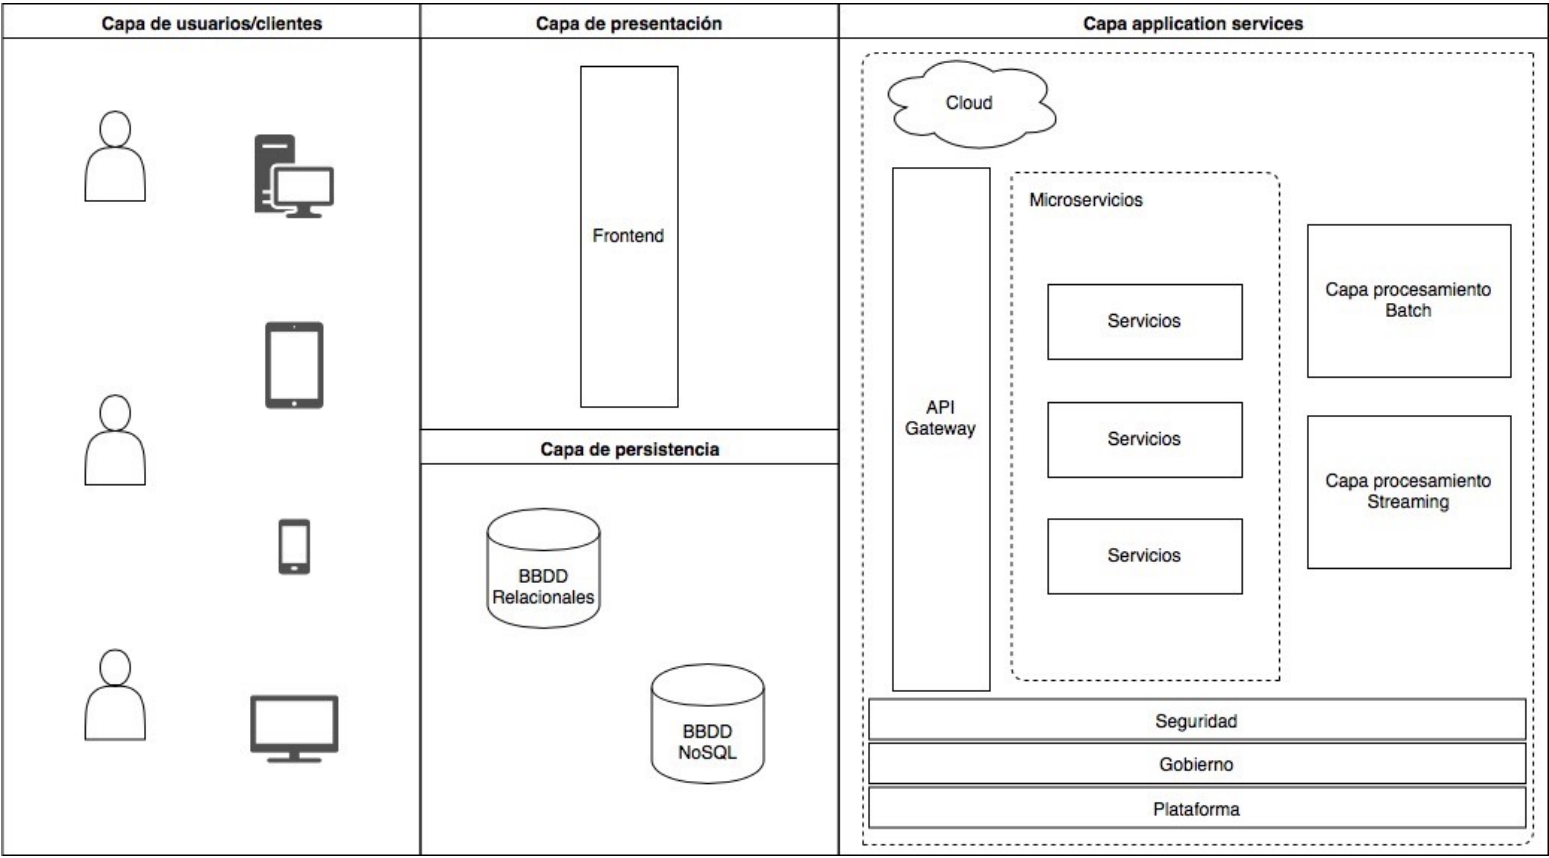 Capa de usuarios/clientes
Capa de presentación
Frontend
Capa de persistencia
BBDD
Relacionales
BBDD
NoSQL
Capa application services
Cloud
API
Gateway
Microservicios
Servicios
Servicios
Servicios
Capa procesamiento
Batch
Capa procesamiento
Streaming
Seguridad
Gobierno
Plataforma